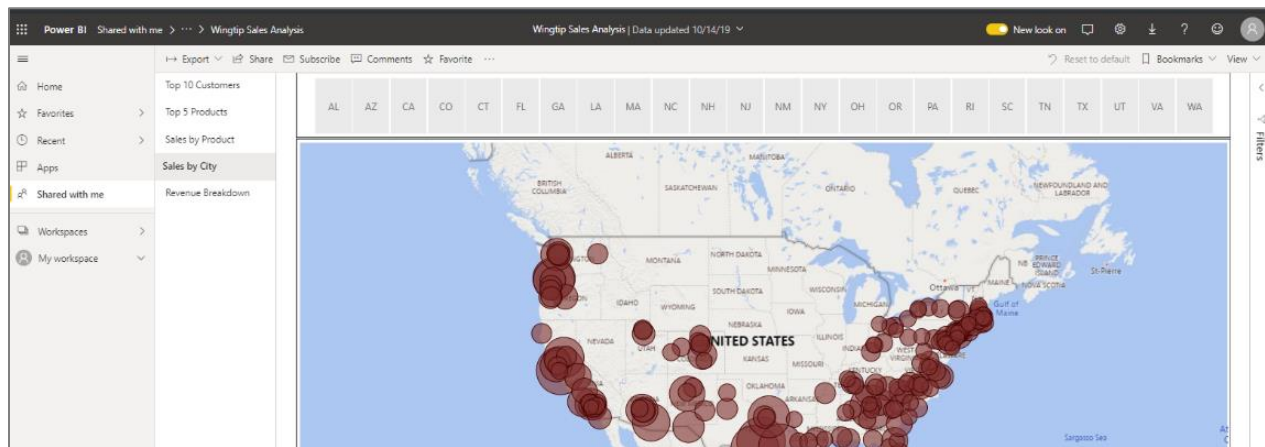 Power BI Shared with me > ··· > Wingtip Sales Analysis
Wingtip Sales Analysis | Data updated 10/14/19
New look on
Export Share Subscribe Comments Favorite ···
Reset to default Bookmarks View
Home
Favorites
Recent
Apps
Shared with me
Workspaces
My workspace
Top 10 Customers
Top 5 Products
Sales by Product
Sales by City
Revenue Breakdown
AL AZ CA CO CT FL GA LA MA NC NH NJ NM NY OH OR PA RI SC TN TX UT VA WA
Filters
ALBERTA
MANITOBA
BRITISH
COLUMBIA
SASKATCHEWAN
ONTARIO
QUEBEC
NEWFOUNDLAND AND
LABRADOR
MONTANA
NORTH DAKOTA
MINNESOTA
NB
PRINCE
EDWARD
ISLAND
St-Pierre
MAINE
NOVA SCOTIA
Ottawa
VT
Gulf of
Maine
IDAHO
WYOMING
SOUTH DAKOTA
WISCONSIN
MICHIGAN
IOWA
NEBRASKA
NEVADA
UTAH
NITED STATES
ILLINOIS
KANSAS
MISSOURI
WEST
KENTUCKY
OKLAHOMA
Sargasso Sea